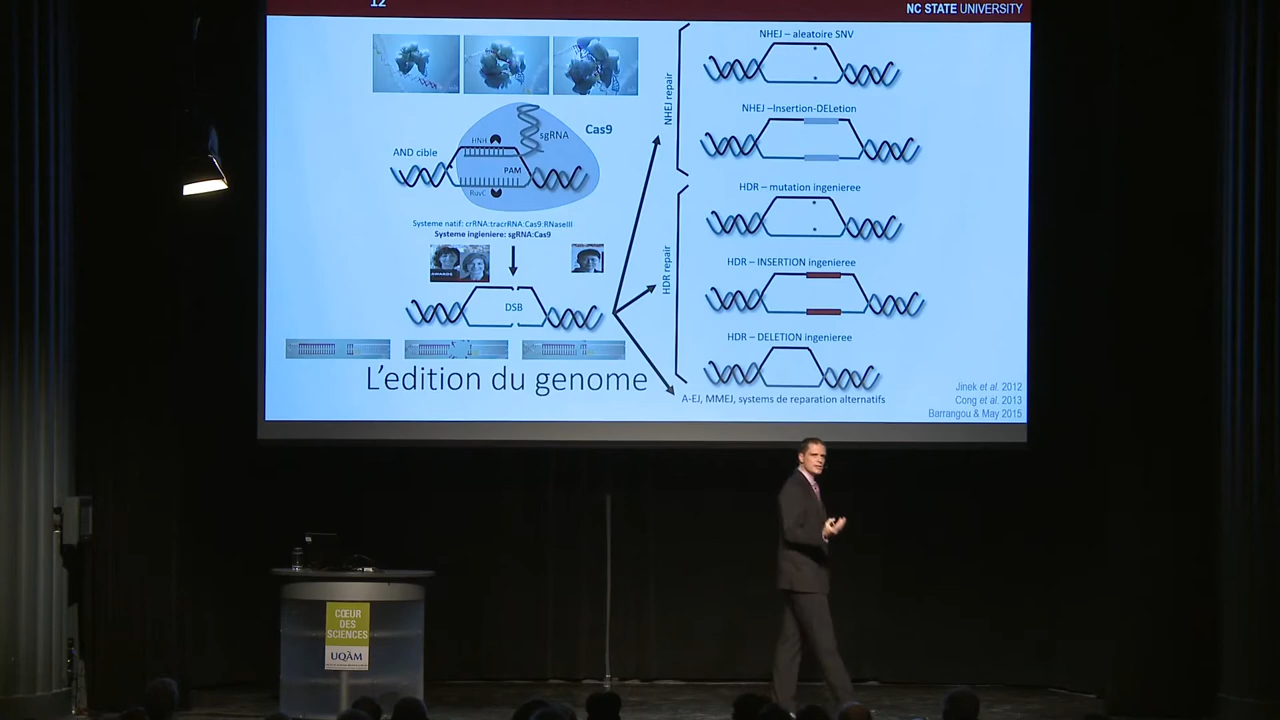 12
NC STATE UNIVERSITY
NHEJ – aleatoire SNV
NHEJ repair
Cas9
sgRNA
HNH
AND cible
PAM
RuvC
NHEJ –Insertion-DELetion
Systeme natif: crRNA:tracrRNA:Cas9:RNaseIII
Systeme ingieniere: sgRNA:Cas9
AWARDS
DSB
HDR repair
HDR – mutation ingenieree
HDR – INSERTION ingenieree
HDR – DELETION ingenieree
L'edition du genome
A-EJ, MMEJ, systems de reparation alternatifs
Jinek et al. 2012
Cong et al. 2013
Barrangou & May 2015
CŒUR
DES
SCIENCES
UQÀM